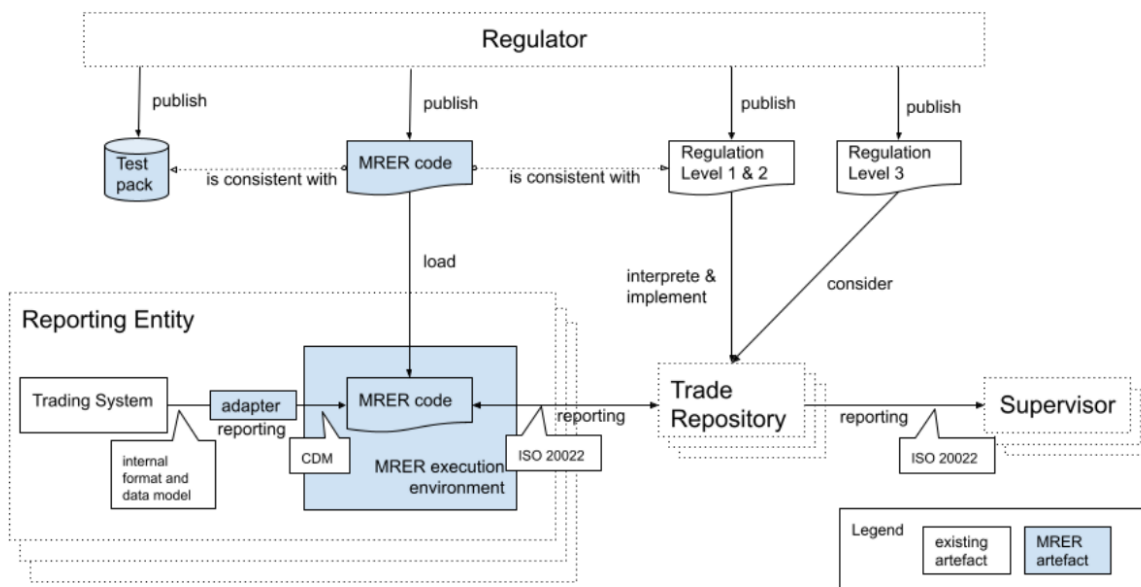 Regulator
publish
publish
publish
publish
Test
pack
MRER code
Regulation
Level 1 & 2
Regulation
Level 3
is consistent with
is consistent with
load
interprete &
implement
consider
Reporting Entity
Trading System
adapter
reporting
MRER code
reporting
Trade
Repository
reporting
Supervisor
internal
format and
data model
CDM
MRER execution
environment
ISO 20022
ISO 20022
Legend
existing
artefact
MRER
artefact